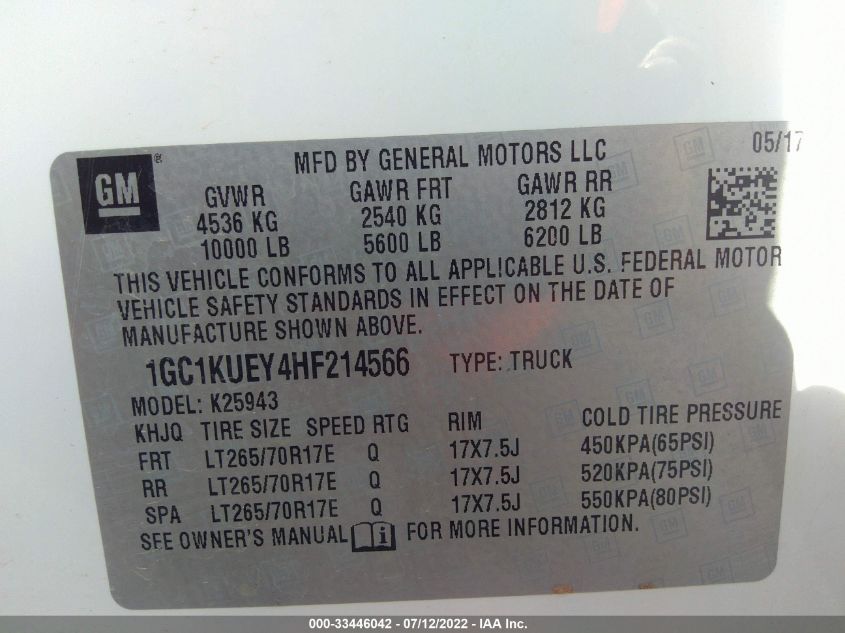 MFD BY GENERAL MOTORS LLC 05/17
GM®
GVWR GAWR FRT GAWR RR
4536 KG 2540 KG 2812 KG
10000 LB 5600 LB 6200 LB
THIS VEHICLE CONFORMS TO ALL APPLICABLE U.S. FEDERAL MOTOR
VEHICLE SAFETY STANDARDS IN EFFECT ON THE DATE OF
MANUFACTURE SHOWN ABOVE.
1GC1KUEY4HF214566 TYPE: TRUCK
MODEL: K25943
KHJQ TIRE SIZE SPEED RTG RIM COLD TIRE PRESSURE
FRT LT265/70R17E Q 17X7.5J 450KPA(65PSI)
RR LT265/70R17E Q 17X7.5J 520KPA(75PSI)
SPA LT265/70R17E Q 17X7.5J 550KPA(80PSI)
SEE OWNER'S MANUAL i FOR MORE INFORMATION.
000-33446042 - 07/12/2022 - IAA Inc.